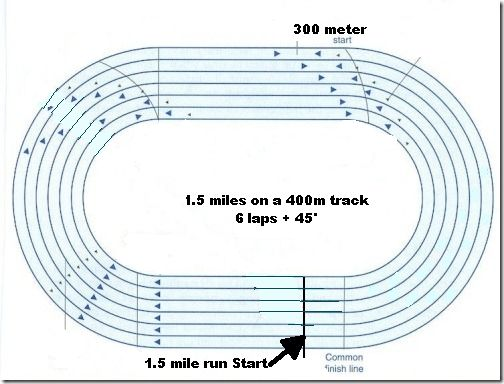 300 meter
start
1.5 miles on a 400m track
6 laps + 45'
1.5 mile run Start
Common
finish line